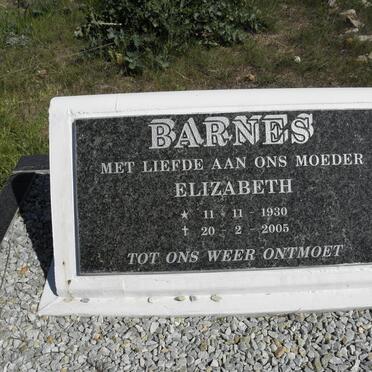 BARNES
MET LIEFDE AAN ONS MOEDER
ELIZABETH
★ 11 - 11 - 1930
✝ 20 - 2 - 2005
TOT ONS WEER ONTMOET